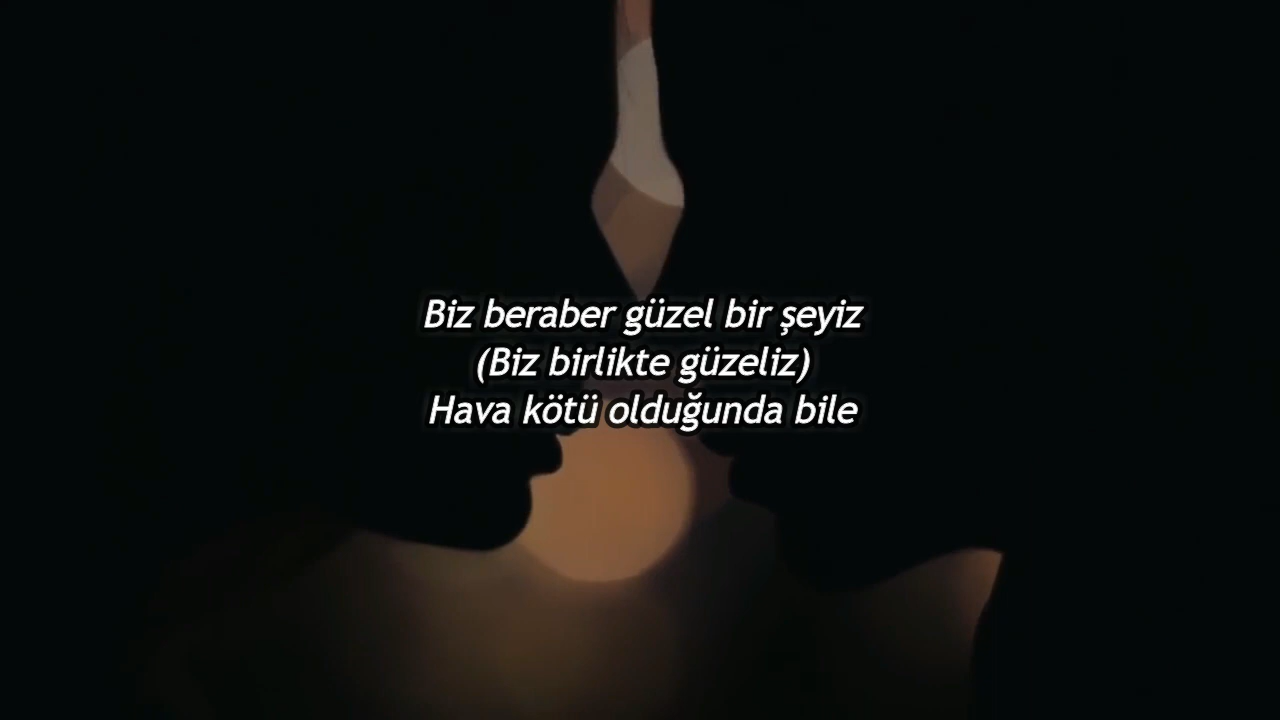 Biz beraber güzel bir şeyiz
(Biz birlikte güzeliz)
Hava kötü olduğunda bile